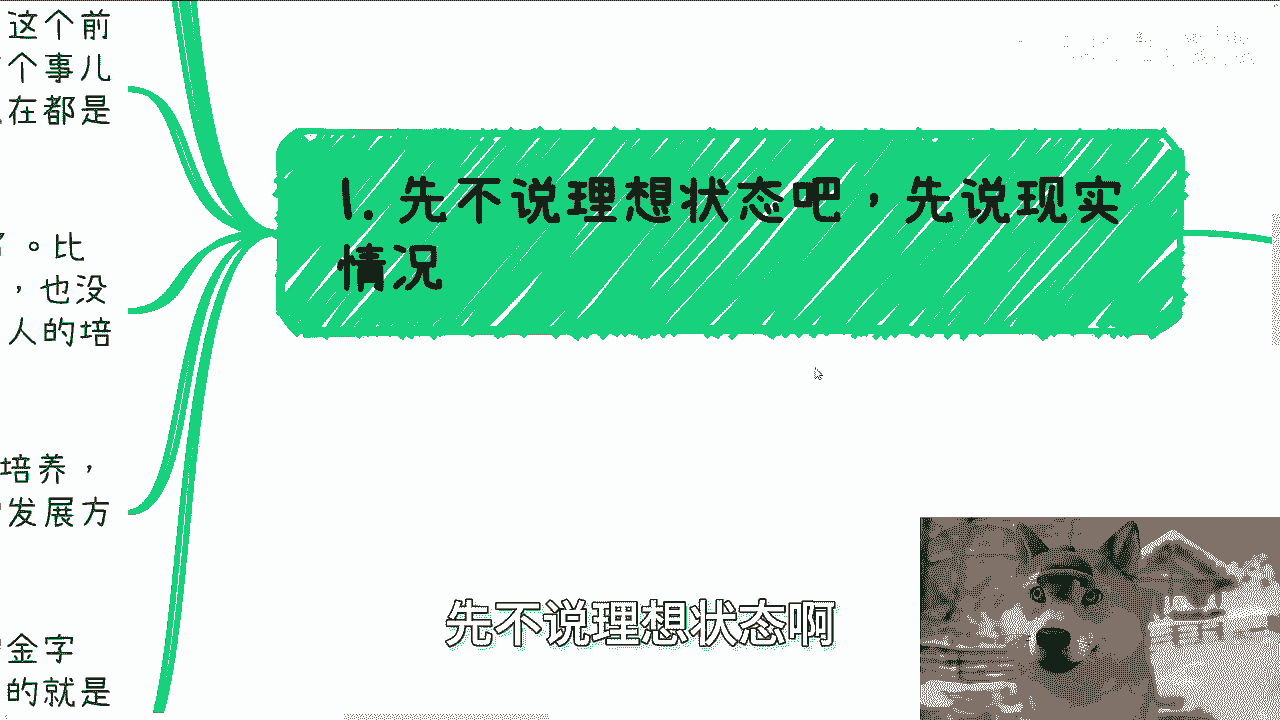 这个前
个事儿
在都是
。比
，也没
人的培
培养，
发展方
金字
的就是
1. 先不说理想状态吧，先说现实
情况
先不说理想状态啊